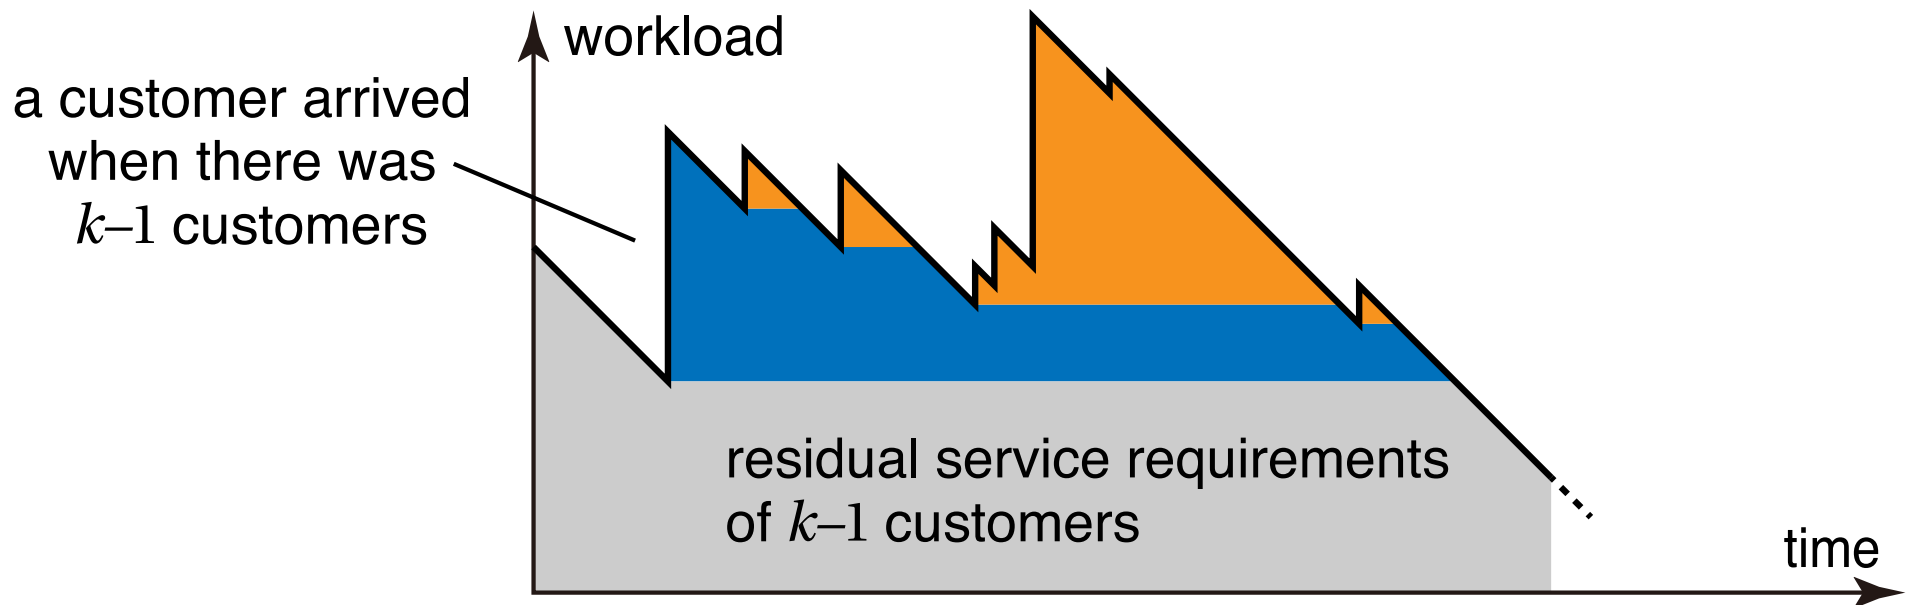 workload
a customer arrived
when there was
k–1 customers
residual service requirements
of k–1 customers
time